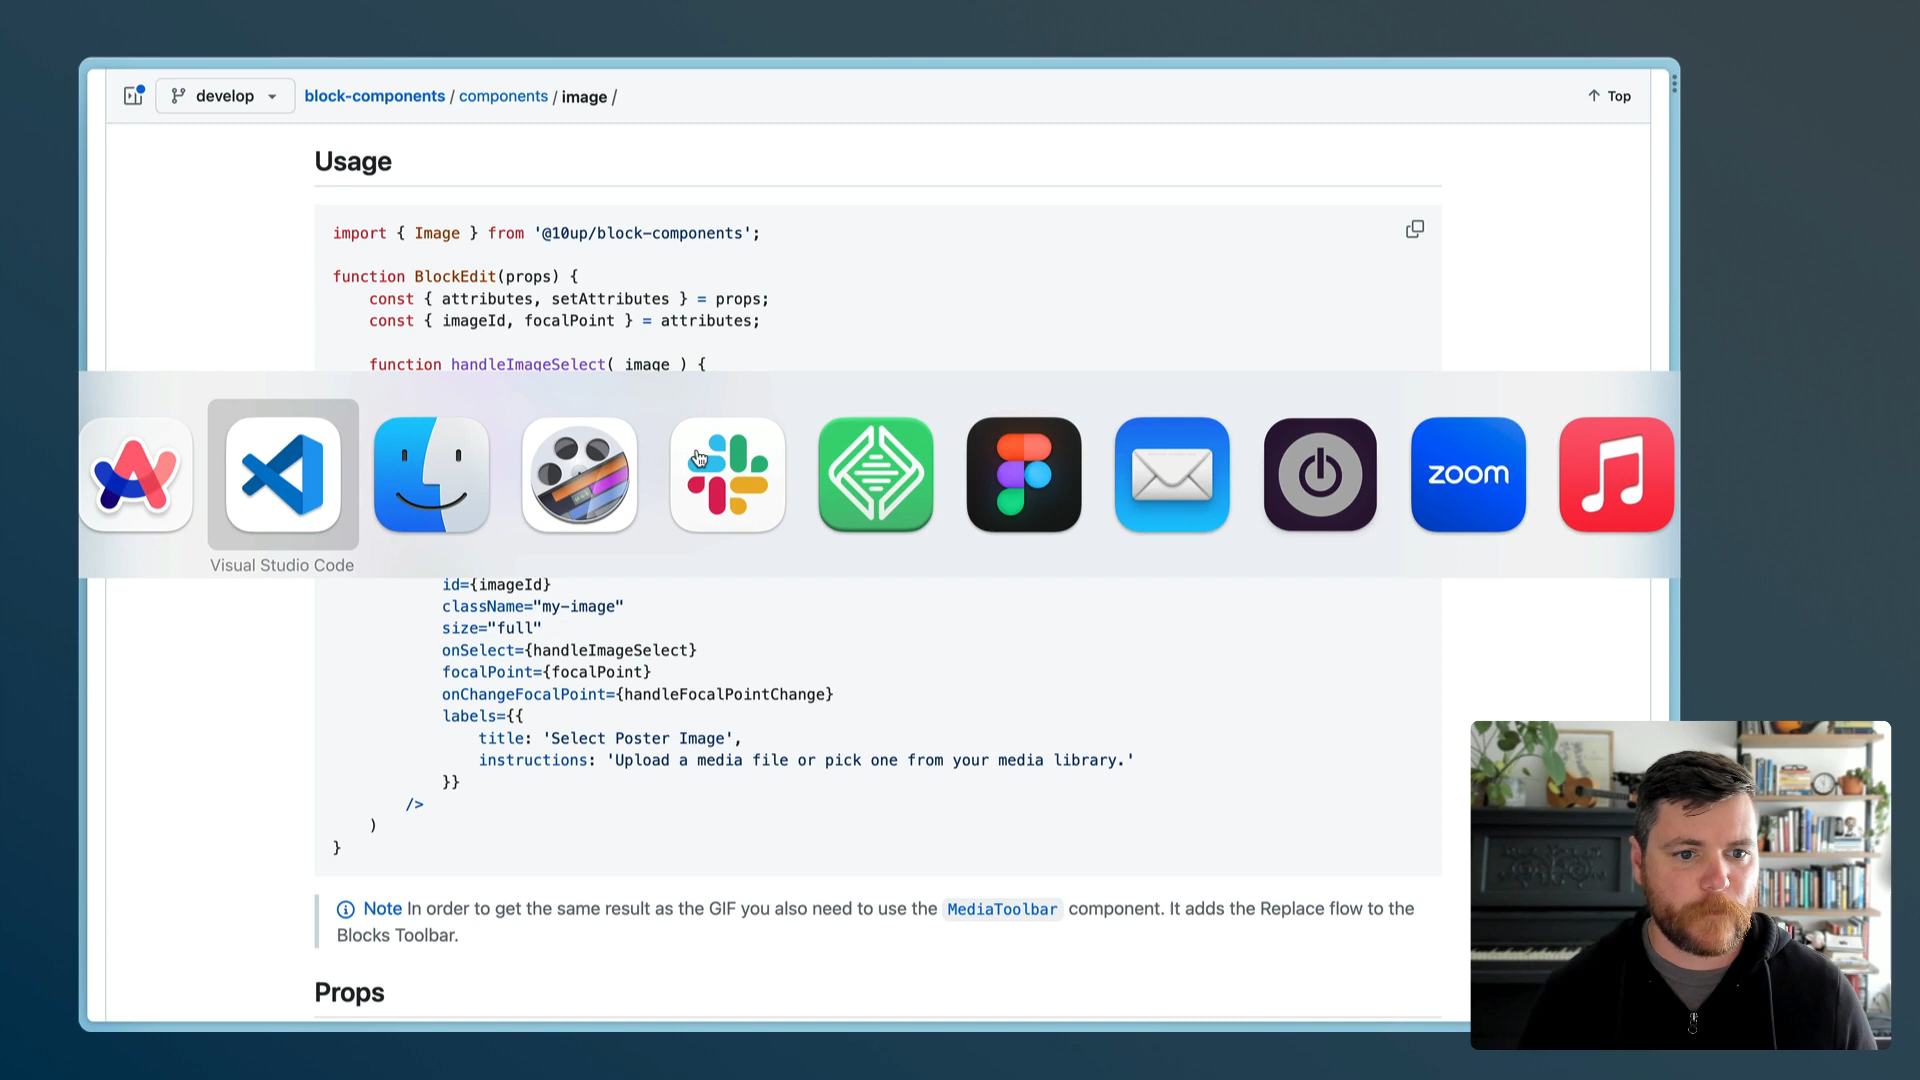 develop
block-components / components / image /
Top
Usage
import { Image } from '@10up/block-components';
function BlockEdit(props) {
const { attributes, setAttributes } = props;
const { imageId, focalPoint } = attributes;
function handleImageSelect( image ) {
zoom
Visual Studio Code
id={imageId}
className="my-image"
size="full"
onSelect={handleImageSelect}
focalPoint={focalPoint}
onChangeFocalPoint={handleFocalPointChange}
labels={{
title: 'Select Poster Image',
instructions: 'Upload a media file or pick one from your media library.'
}}
/>
)
}
Note In order to get the same result as the GIF you also need to use the MediaToolbar component. It adds the Replace flow to the
Blocks Toolbar.
Props